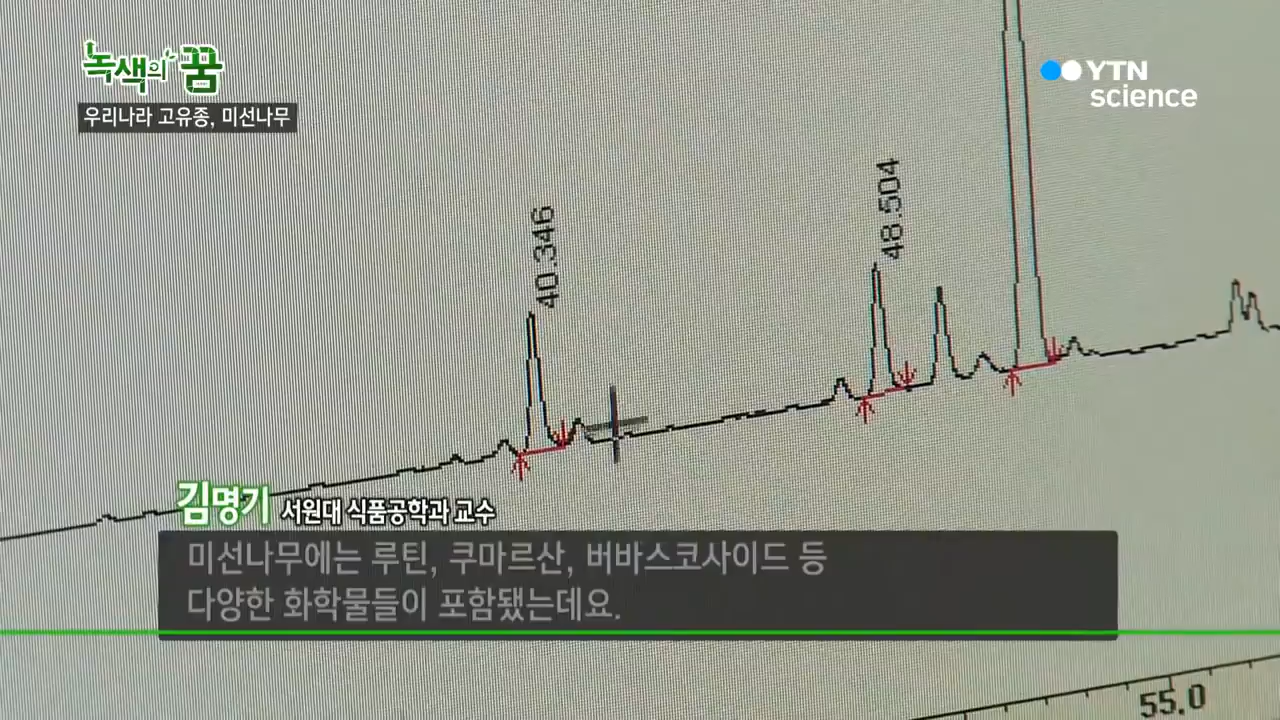 녹색의 꿈
우리나라 고유종, 미선나무
YTN
science
40.346
48.504
김명기 서원대 식품공학과 교수
미선나무에는 루틴, 쿠마르산, 버바스코사이드 등
다양한 화학물들이 포함됐는데요.
55.0